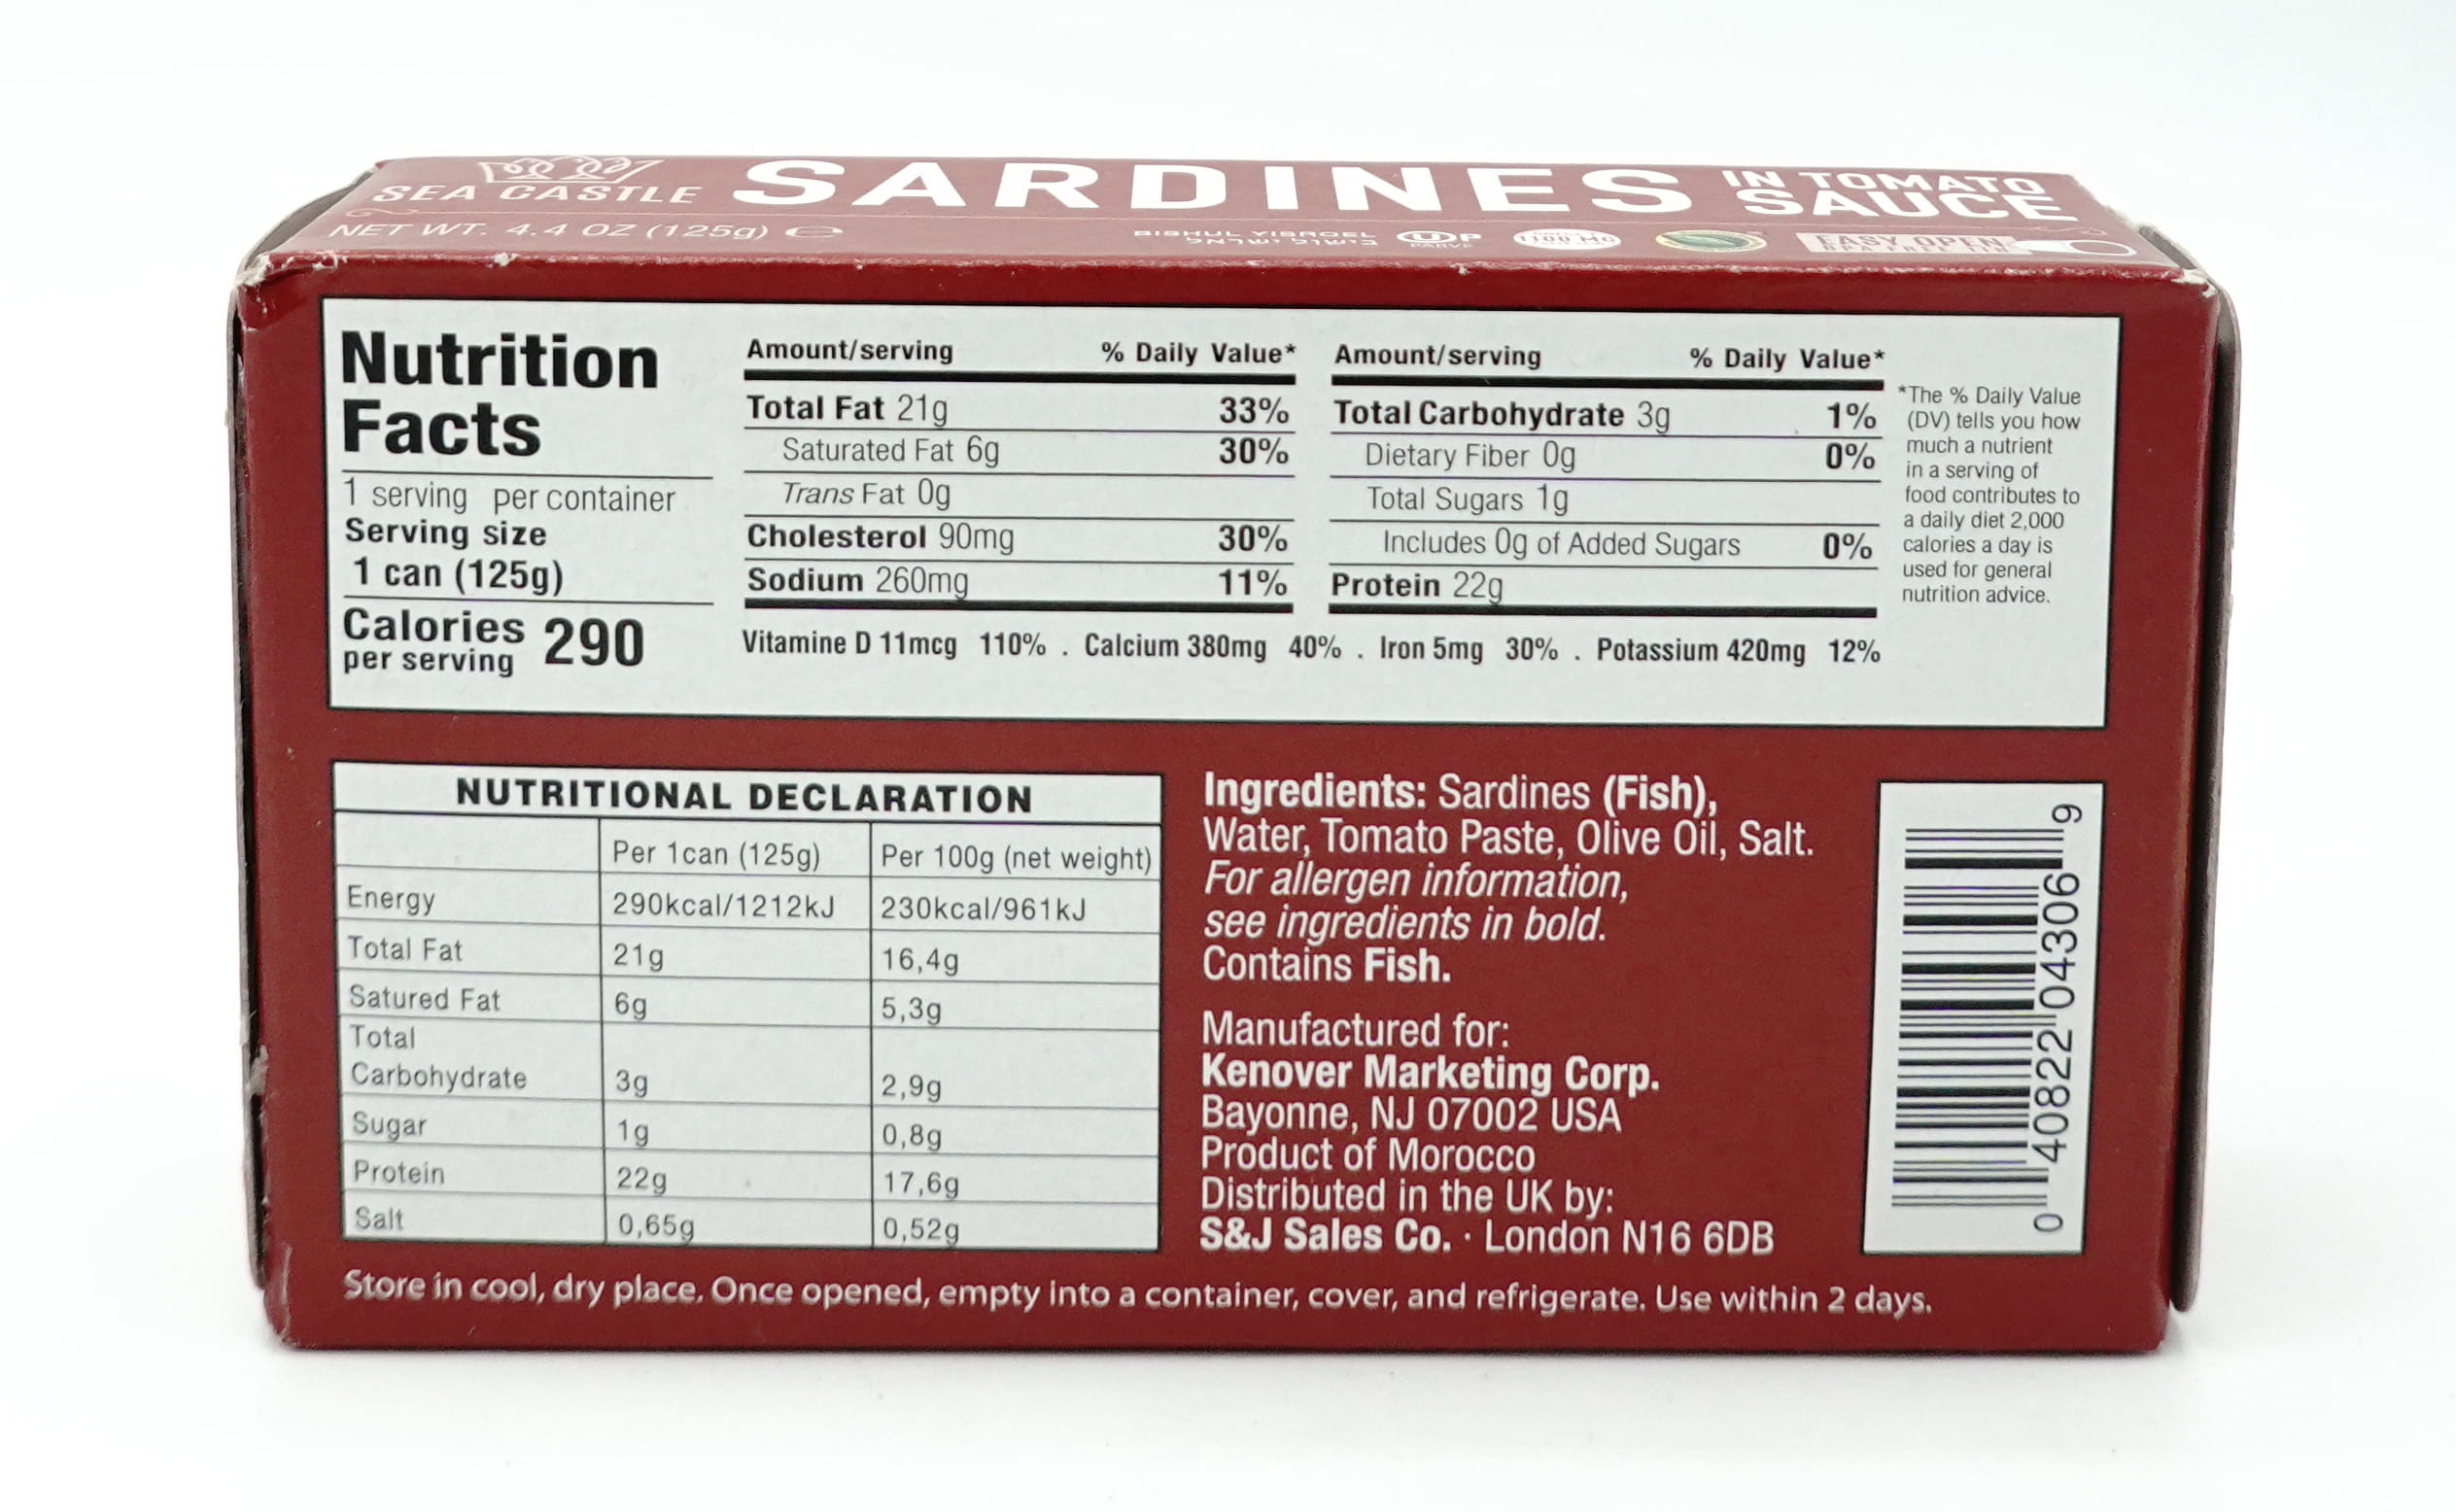 SEA CASTLE
SARDINES
IN TOMATO
SAUCE
NET WT. 4.4 OZ (125g) e
BISHUL YISROEL
בישול ישראל
U P
PARVE
1100 MG
EASY OPEN
Nutrition
Facts
1 serving per container
Serving size
1 can (125g)
Calories 290
per serving
Amount/serving % Daily Value*
Total Fat 21g 33%
Saturated Fat 6g 30%
Trans Fat 0g
Cholesterol 90mg 30%
Sodium 260mg 11%
Amount/serving % Daily Value*
Total Carbohydrate 3g 1%
Dietary Fiber 0g 0%
Total Sugars 1g
Includes 0g of Added Sugars 0%
Protein 22g
Vitamine D 11mcg 110% . Calcium 380mg 40% . Iron 5mg 30% . Potassium 420mg 12%
*The % Daily Value
(DV) tells you how
much a nutrient
in a serving of
food contributes to
a daily diet 2,000
calories a day is
used for general
nutrition advice.
NUTRITIONAL DECLARATION
Per 1can (125g) Per 100g (net weight)
Energy 290kcal/1212kJ 230kcal/961kJ
Total Fat 21g 16,4g
Satured Fat 6g 5,3g
Total
Carbohydrate 3g 2,9g
Sugar 1g 0,8g
Protein 22g 17,6g
Salt 0,65g 0,52g
Ingredients: Sardines (Fish),
Water, Tomato Paste, Olive Oil, Salt.
For allergen information,
see ingredients in bold.
Contains Fish.
Manufactured for:
Kenover Marketing Corp.
Bayonne, NJ 07002 USA
Product of Morocco
Distributed in the UK by:
S&J Sales Co. · London N16 6DB
0 40822 04306 9
Store in cool, dry place. Once opened, empty into a container, cover, and refrigerate. Use within 2 days.